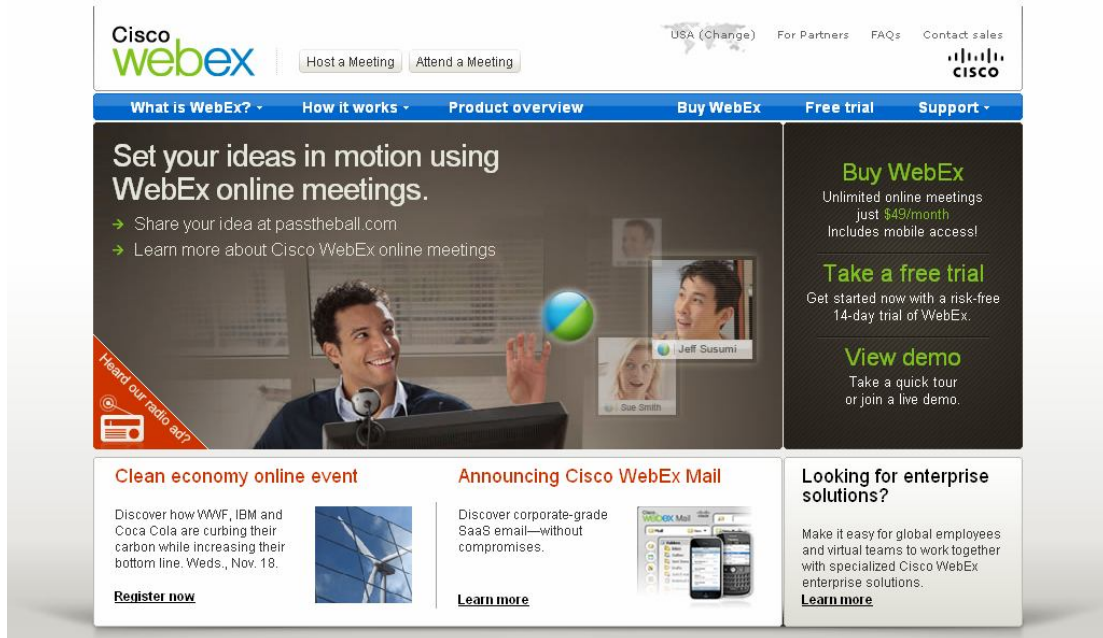 Cisco
webex
Host a Meeting
Attend a Meeting
USA (Change)
For Partners
FAQs
Contact sales
CISCO
What is WebEx?
How it works
Product overview
Buy WebEx
Free trial
Support
Set your ideas in motion using
WebEx online meetings.
Share your idea at passtheball.com
Learn more about Cisco WebEx online meetings
Jeff Susumi
Sue Smith
Heard our radio ad?
Buy WebEx
Unlimited online meetings
just $49/month
Includes mobile access!
Take a free trial
Get started now with a risk-free
14-day trial of WebEx.
View demo
Take a quick tour
or join a live demo.
Clean economy online event
Discover how WWF, IBM and
Coca Cola are curbing their
carbon while increasing their
bottom line. Weds., Nov. 18.
Register now
Announcing Cisco WebEx Mail
Discover corporate-grade
SaaS email—without
compromises.
Learn more
Cisco
webex Mail
Looking for enterprise
solutions?
Make it easy for global employees
and virtual teams to work together
with specialized Cisco WebEx
enterprise solutions.
Learn more